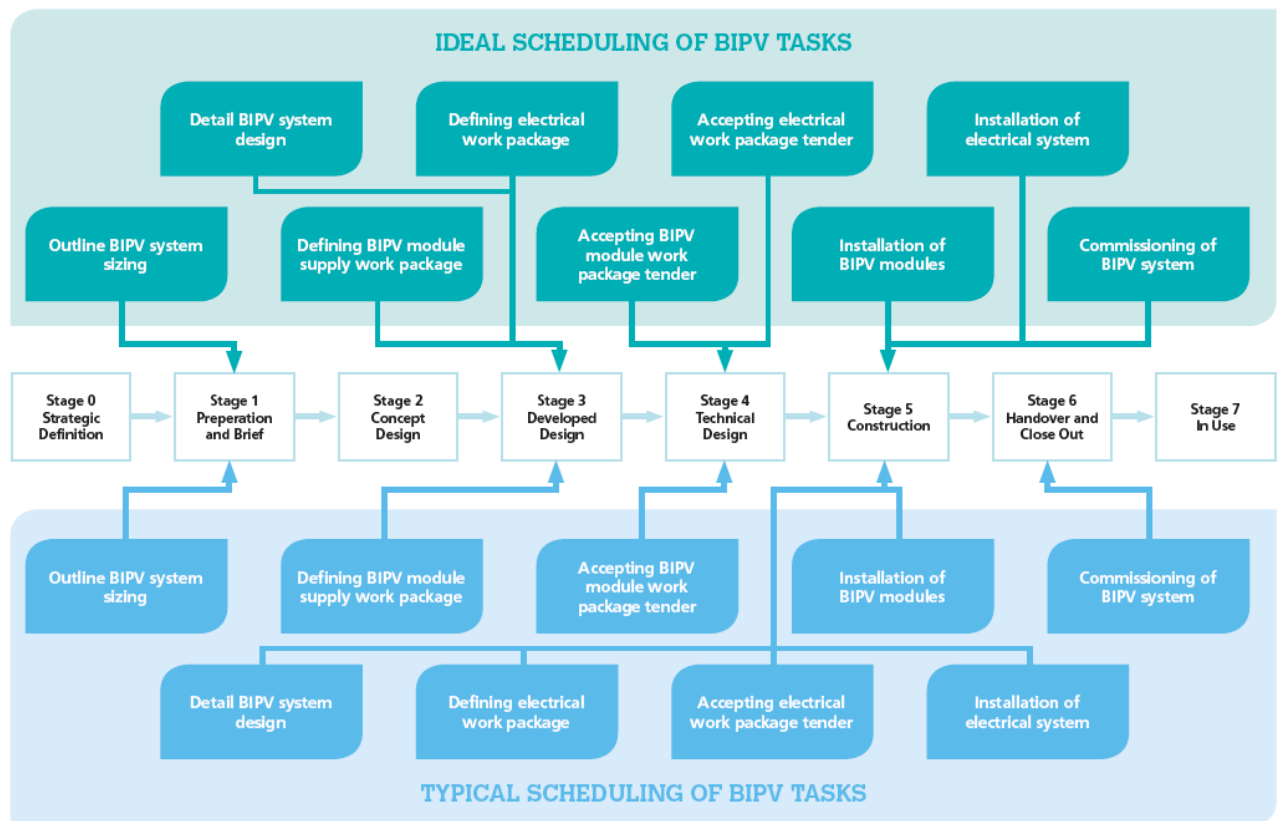 IDEAL SCHEDULING OF BIPV TASKS
Detail BIPV system
design
Defining electrical
work package
Accepting electrical
work package tender
Installation of
electrical system
Outline BIPV system
sizing
Defining BIPV module
supply work package
Accepting BIPV
module work
package tender
Installation of
BIPV modules
Commissioning of
BIPV system
Stage 0
Strategic
Definition
Stage 1
Preperation
and Brief
Stage 2
Concept
Design
Stage 3
Developed
Design
Stage 4
Technical
Design
Stage 5
Construction
Stage 6
Handover and
Close Out
Stage 7
In Use
Outline BIPV system
sizing
Defining BIPV module
supply work package
Accepting BIPV
module work
package tender
Installation of
BIPV modules
Commissioning of
BIPV system
Detail BIPV system
design
Defining electrical
work package
Accepting electrical
work package tender
Installation of
electrical system
TYPICAL SCHEDULING OF BIPV TASKS